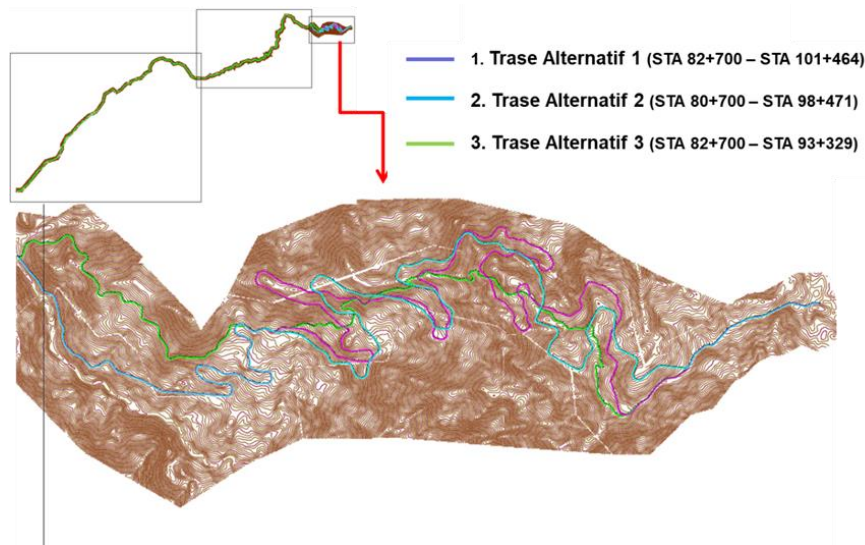 1. Trase Alternatif 1 (STA 82+700 – STA 101+464)
2. Trase Alternatif 2 (STA 80+700 – STA 98+471)
3. Trase Alternatif 3 (STA 82+700 – STA 93+329)